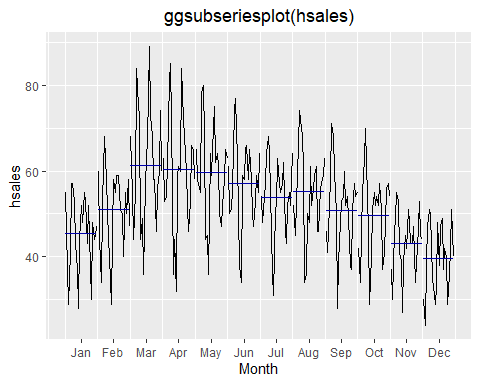 ggsubseriesplot(hsales)
80
60
40
hsales
Jan Feb Mar Apr May Jun Jul Aug Sep Oct Nov Dec
Month